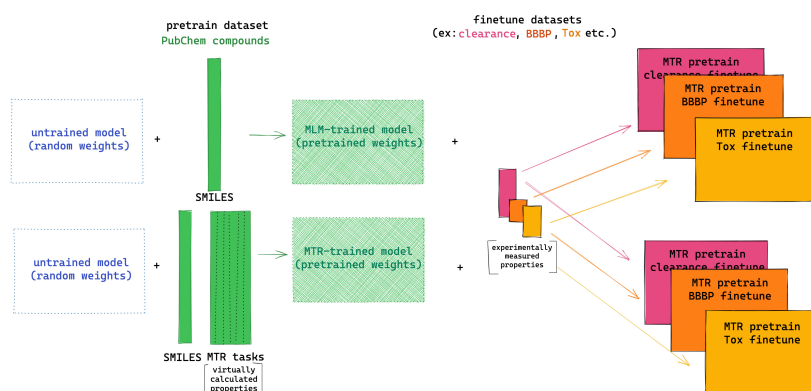 pretrain dataset
PubChem compounds
finetune datasets
(ex: clearance, BBBP, Tox etc.)
untrained model
(random weights)
+
MLM-trained model
(pretrained weights)
+
SMILES
MTR pretrain
clearance finetune
MTR pretrain
BBBP finetune
MTR pretrain
Tox finetune
untrained model
(random weights)
+
MTR-trained model
(pretrained weights)
+
experimentally
measured
properties
SMILES
MTR tasks
virtually
calculated
properties
MTR pretrain
clearance finetune
MTR pretrain
BBBP finetune
MTR pretrain
Tox finetune